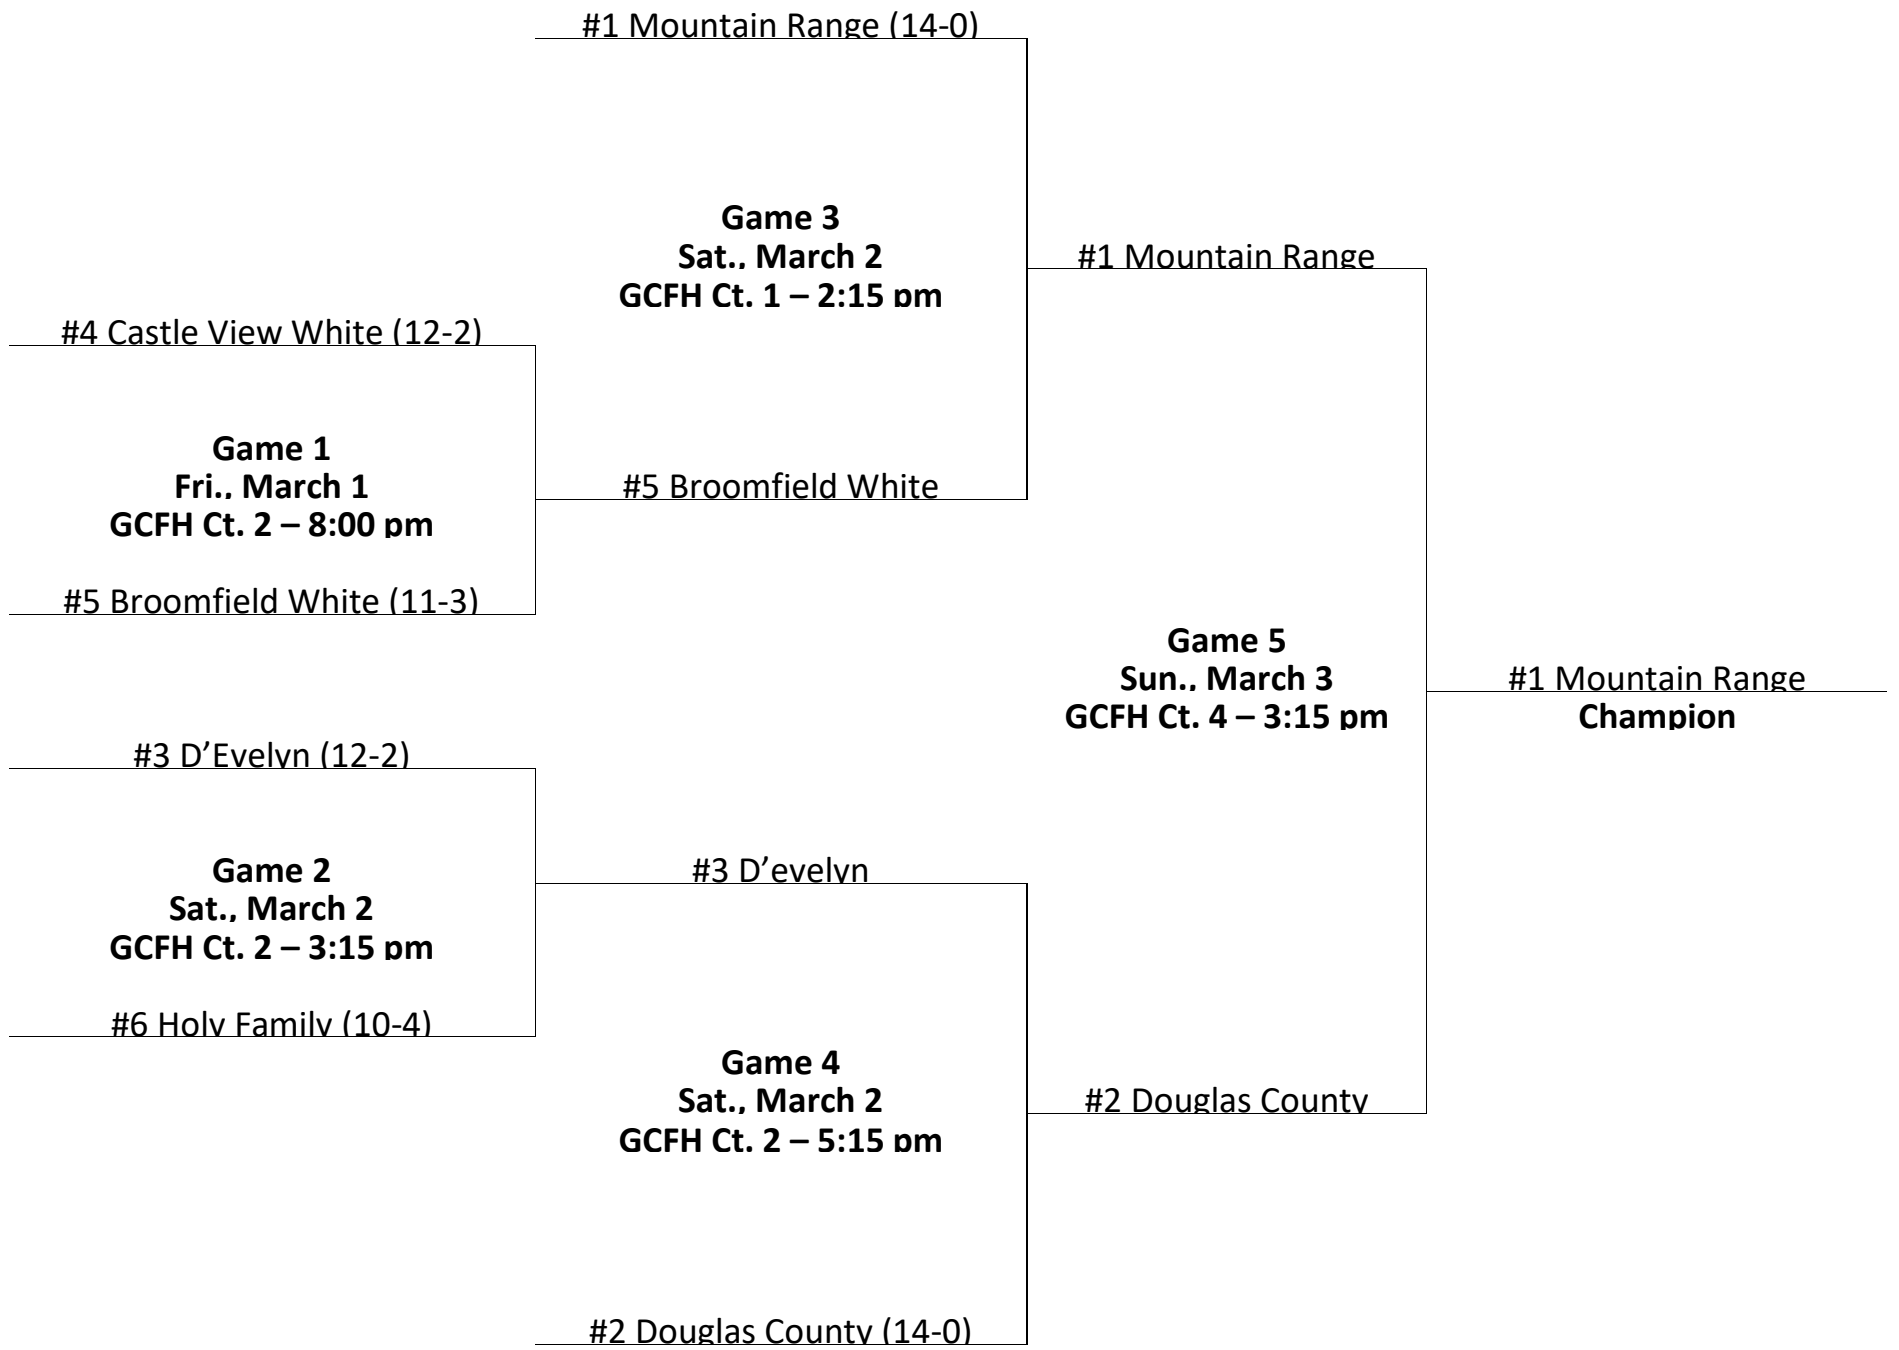 #1 Mountain Range (14-0)
Game 3
Sat., March 2
GCFH Ct. 1 – 2:15 pm
#1 Mountain Range
#4 Castle View White (12-2)
Game 1
Fri., March 1
GCFH Ct. 2 – 8:00 pm
#5 Broomfield White
#5 Broomfield White (11-3)
Game 5
Sun., March 3
GCFH Ct. 4 – 3:15 pm
#1 Mountain Range
Champion
#3 D’Evelyn (12-2)
Game 2
Sat., March 2
GCFH Ct. 2 – 3:15 pm
#3 D’evelyn
#6 Holy Family (10-4)
Game 4
Sat., March 2
GCFH Ct. 2 – 5:15 pm
#2 Douglas County
#2 Douglas County (14-0)